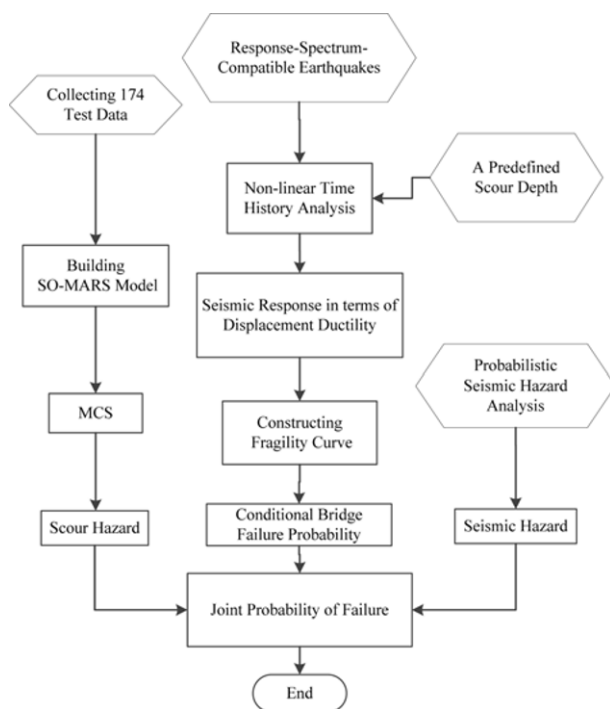 Response-Spectrum-
Compatible Earthquakes
Collecting 174
Test Data
A Predefined
Scour Depth
Non-linear Time
History Analysis
Building
SO-MARS Model
Seismic Response in terms of
Displacement Ductility
Probabilistic
Seismic Hazard
Analysis
MCS
Constructing
Fragility Curve
Scour Hazard
Conditional Bridge
Failure Probability
Seismic Hazard
Joint Probability of Failure
End